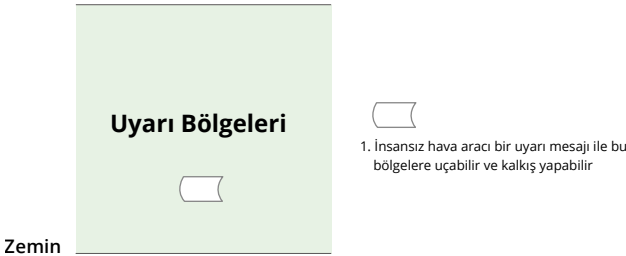 Uyarı Bölgeleri
1. İnsansız hava aracı bir uyarı mesajı ile bu
bölgelere uçabilir ve kalkış yapabilir
Zemin